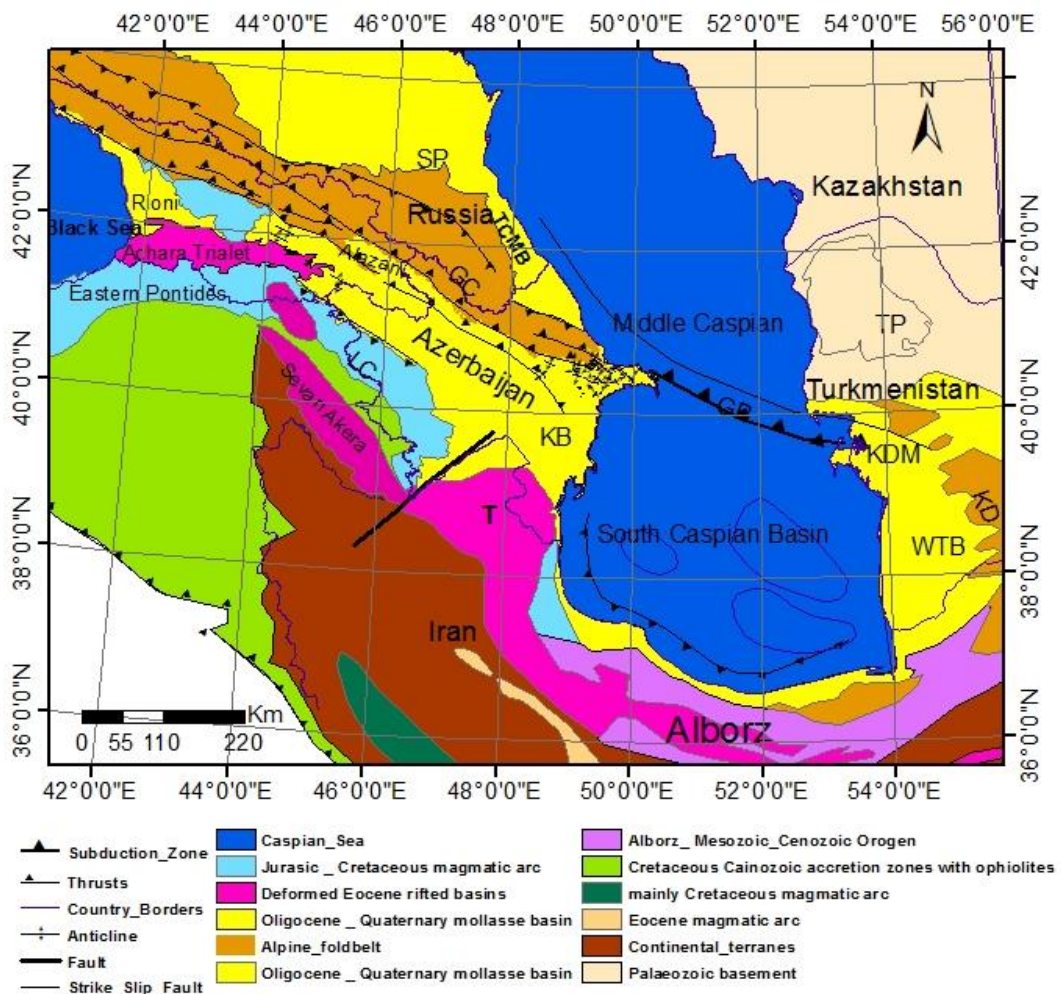 42°0'0"E 44°0'0"E 46°0'0"E 48°0'0"E 50°0'0"E 52°0'0"E 54°0'0"E 56°0'0"E
N
SP
Kazakhstan
42°0'0"N
Rioni
Russia
TCMB
42°0'0"N
Black Sea
Achara Trialet
Alazani
GC
Eastern Pontides
Middle Caspian
TP
Azerbaijan
LC
Turkmenistan
40°0'0"N
Sevan Akera
KB
KDM
40°0'0"N
T
South Caspian Basin
KD
WTB
38°0'0"N
38°0'0"N
Iran
Km
0 55 110 220
Alborz
36°0'0"N
36°0'0"N
42°0'0"E 44°0'0"E 46°0'0"E 48°0'0"E 50°0'0"E 52°0'0"E 54°0'0"E
Subduction_Zone
Thrusts
Country_Borders
Anticline
Fault
Strike_Slip_Fault
Caspian_Sea
Jurasic_Cretaceous magmatic arc
Deformed Eocene rifted basins
Oligocene _ Quaternary mollasse basin
Alpine_foldbelt
Oligocene _ Quaternary mollasse basin
Alborz_ Mesozoic_Cenozoic Orogen
Cretaceous Cainozoic accretion zones with ophiolites
mainly Cretaceous magmatic arc
Eocene magmatic arc
Continental_terranes
Palaeozoic basement